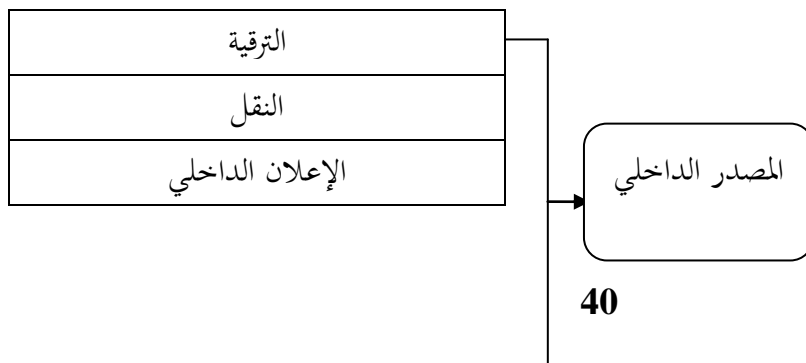 الترقية
النقل
الإعلان الداخلي
المصدر الداخلي
40